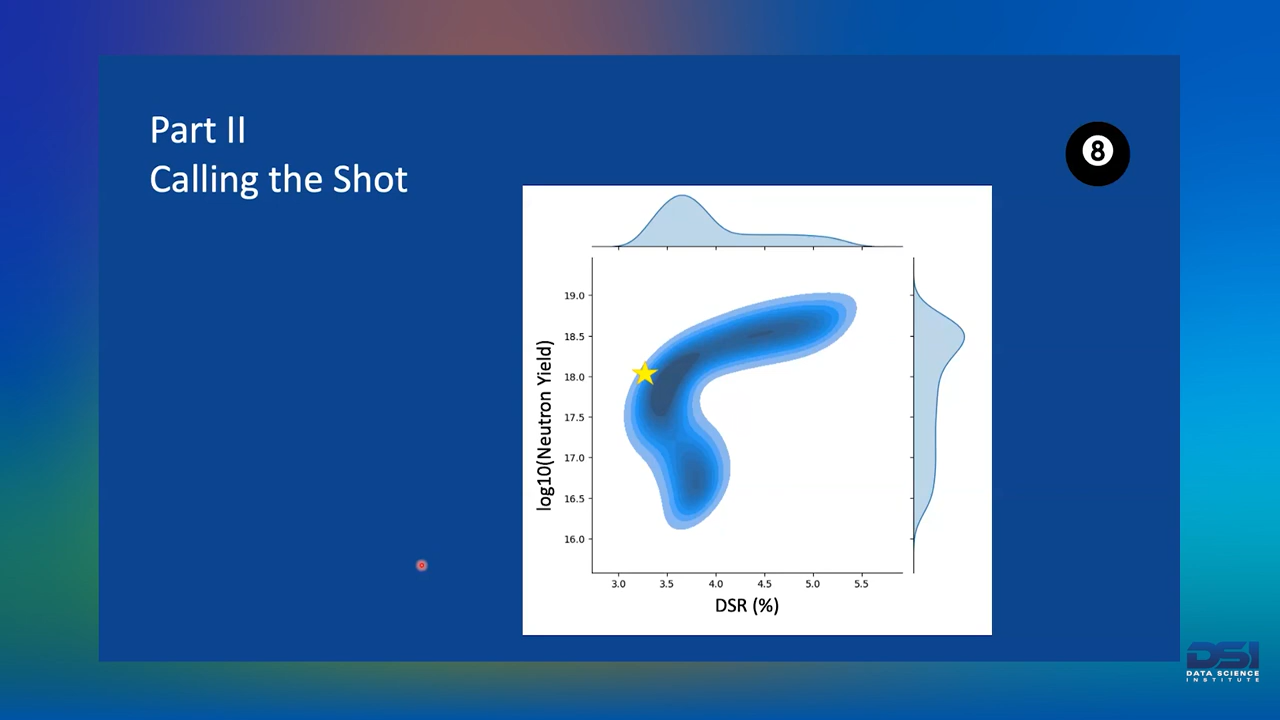 Part II
Calling the Shot
8
19.0
18.5
18.0
17.5
17.0
16.5
16.0
log10(Neutron Yield)
3.0 3.5 4.0 4.5 5.0 5.5
DSR (%)
DSI
DATA SCIENCE
INSTITUTE